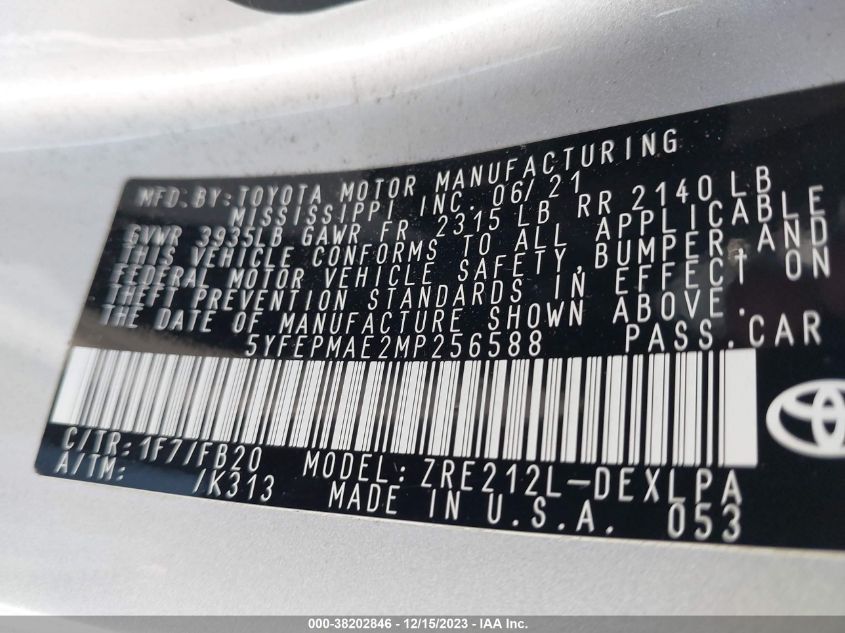 MFD. BY: TOYOTA MOTOR MANUFACTURING
MISSISSIPPI INC. 06/21
GVWR 3935LB GAWR FR 2315 LB RR 2140 LB
THIS VEHICLE CONFORMS TO ALL APPLICABLE
FEDERAL MOTOR VEHICLE SAFETY, BUMPER, AND
THEFT PREVENTION STANDARDS IN EFFECT ON
THE DATE OF MANUFACTURE SHOWN ABOVE.
5YFEPMAE2MP256588 PASS.CAR
C/TR: 1F7/FB20 MODEL: ZRE212L-DEXLPA
A/TM: /K313 MADE IN U.S.A. 053
000-38202846 - 12/15/2023 - IAA Inc.